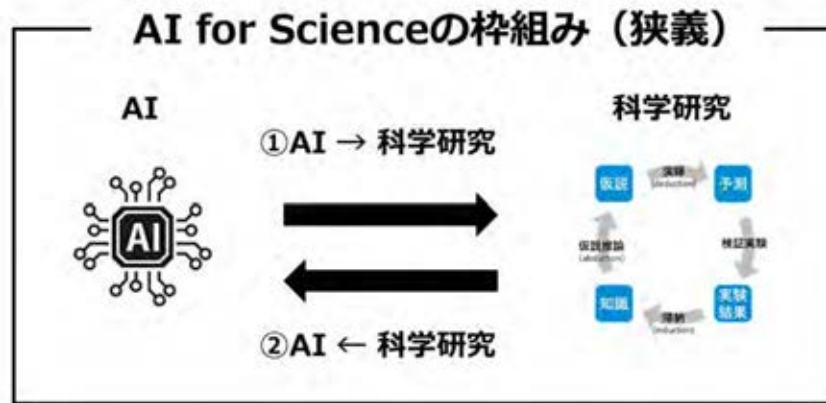 AI for Scienceの枠組み（狭義）
AI
科学研究
①AI → 科学研究
AI
仮説
演繹
(deduction)
予測
仮説推論
(abduction)
検証実験
知識
帰納
(induction)
実験
結果
②AI ← 科学研究